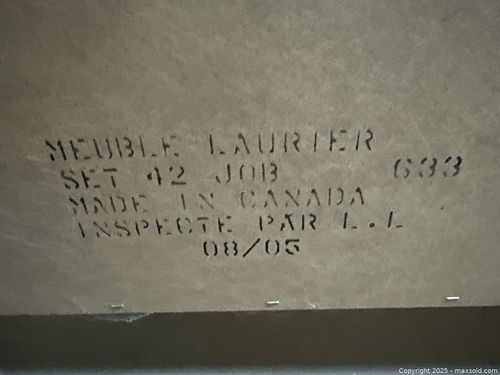 MEUBLE LAURIER
SET 42 JOB 633
MADE IN CANADA
INSPECTE PAR L.L
08/05
Copyright 2025 - maxsold.com